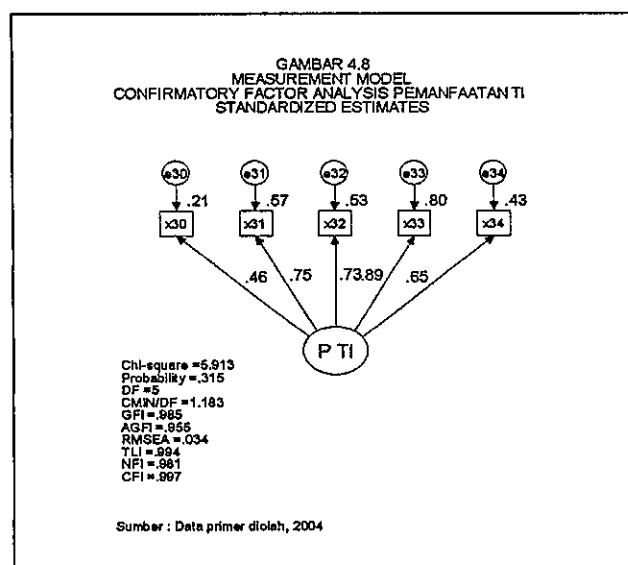 GAMBAR 4.8
MEASUREMENT MODEL
CONFIRMATORY FACTOR ANALYSIS PEMANFAATAN TI
STANDARDIZED ESTIMATES
e30 e31 e32 e33 e34
.21 .57 .53 .80 .43
x30 x31 x32 x33 x34
.46 .75 .73 .89 .65
P TI
Chi-square =5.913
Probability =.315
DF =5
CMIN/DF =1.183
GFI =.985
AGFI =.955
RMSEA =.034
TLI =.994
NFI =.981
CFI =.997
Sumber : Data primer diolah, 2004